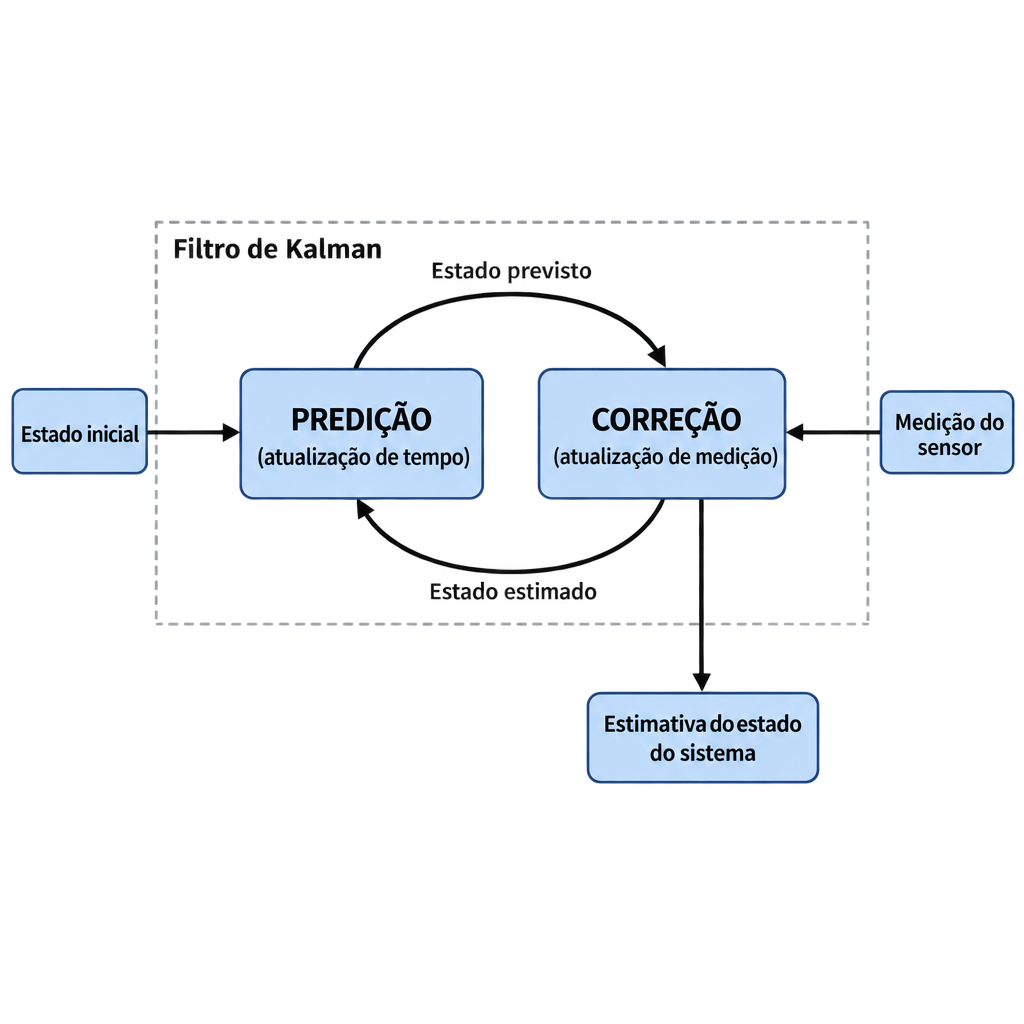 Filtro de Kalman
Estado previsto
Estado inicial
PREDIÇÃO
(atualização de tempo)
CORREÇÃO
(atualização de medição)
Medição do
sensor
Estado estimado
Estimativa do estado
do sistema